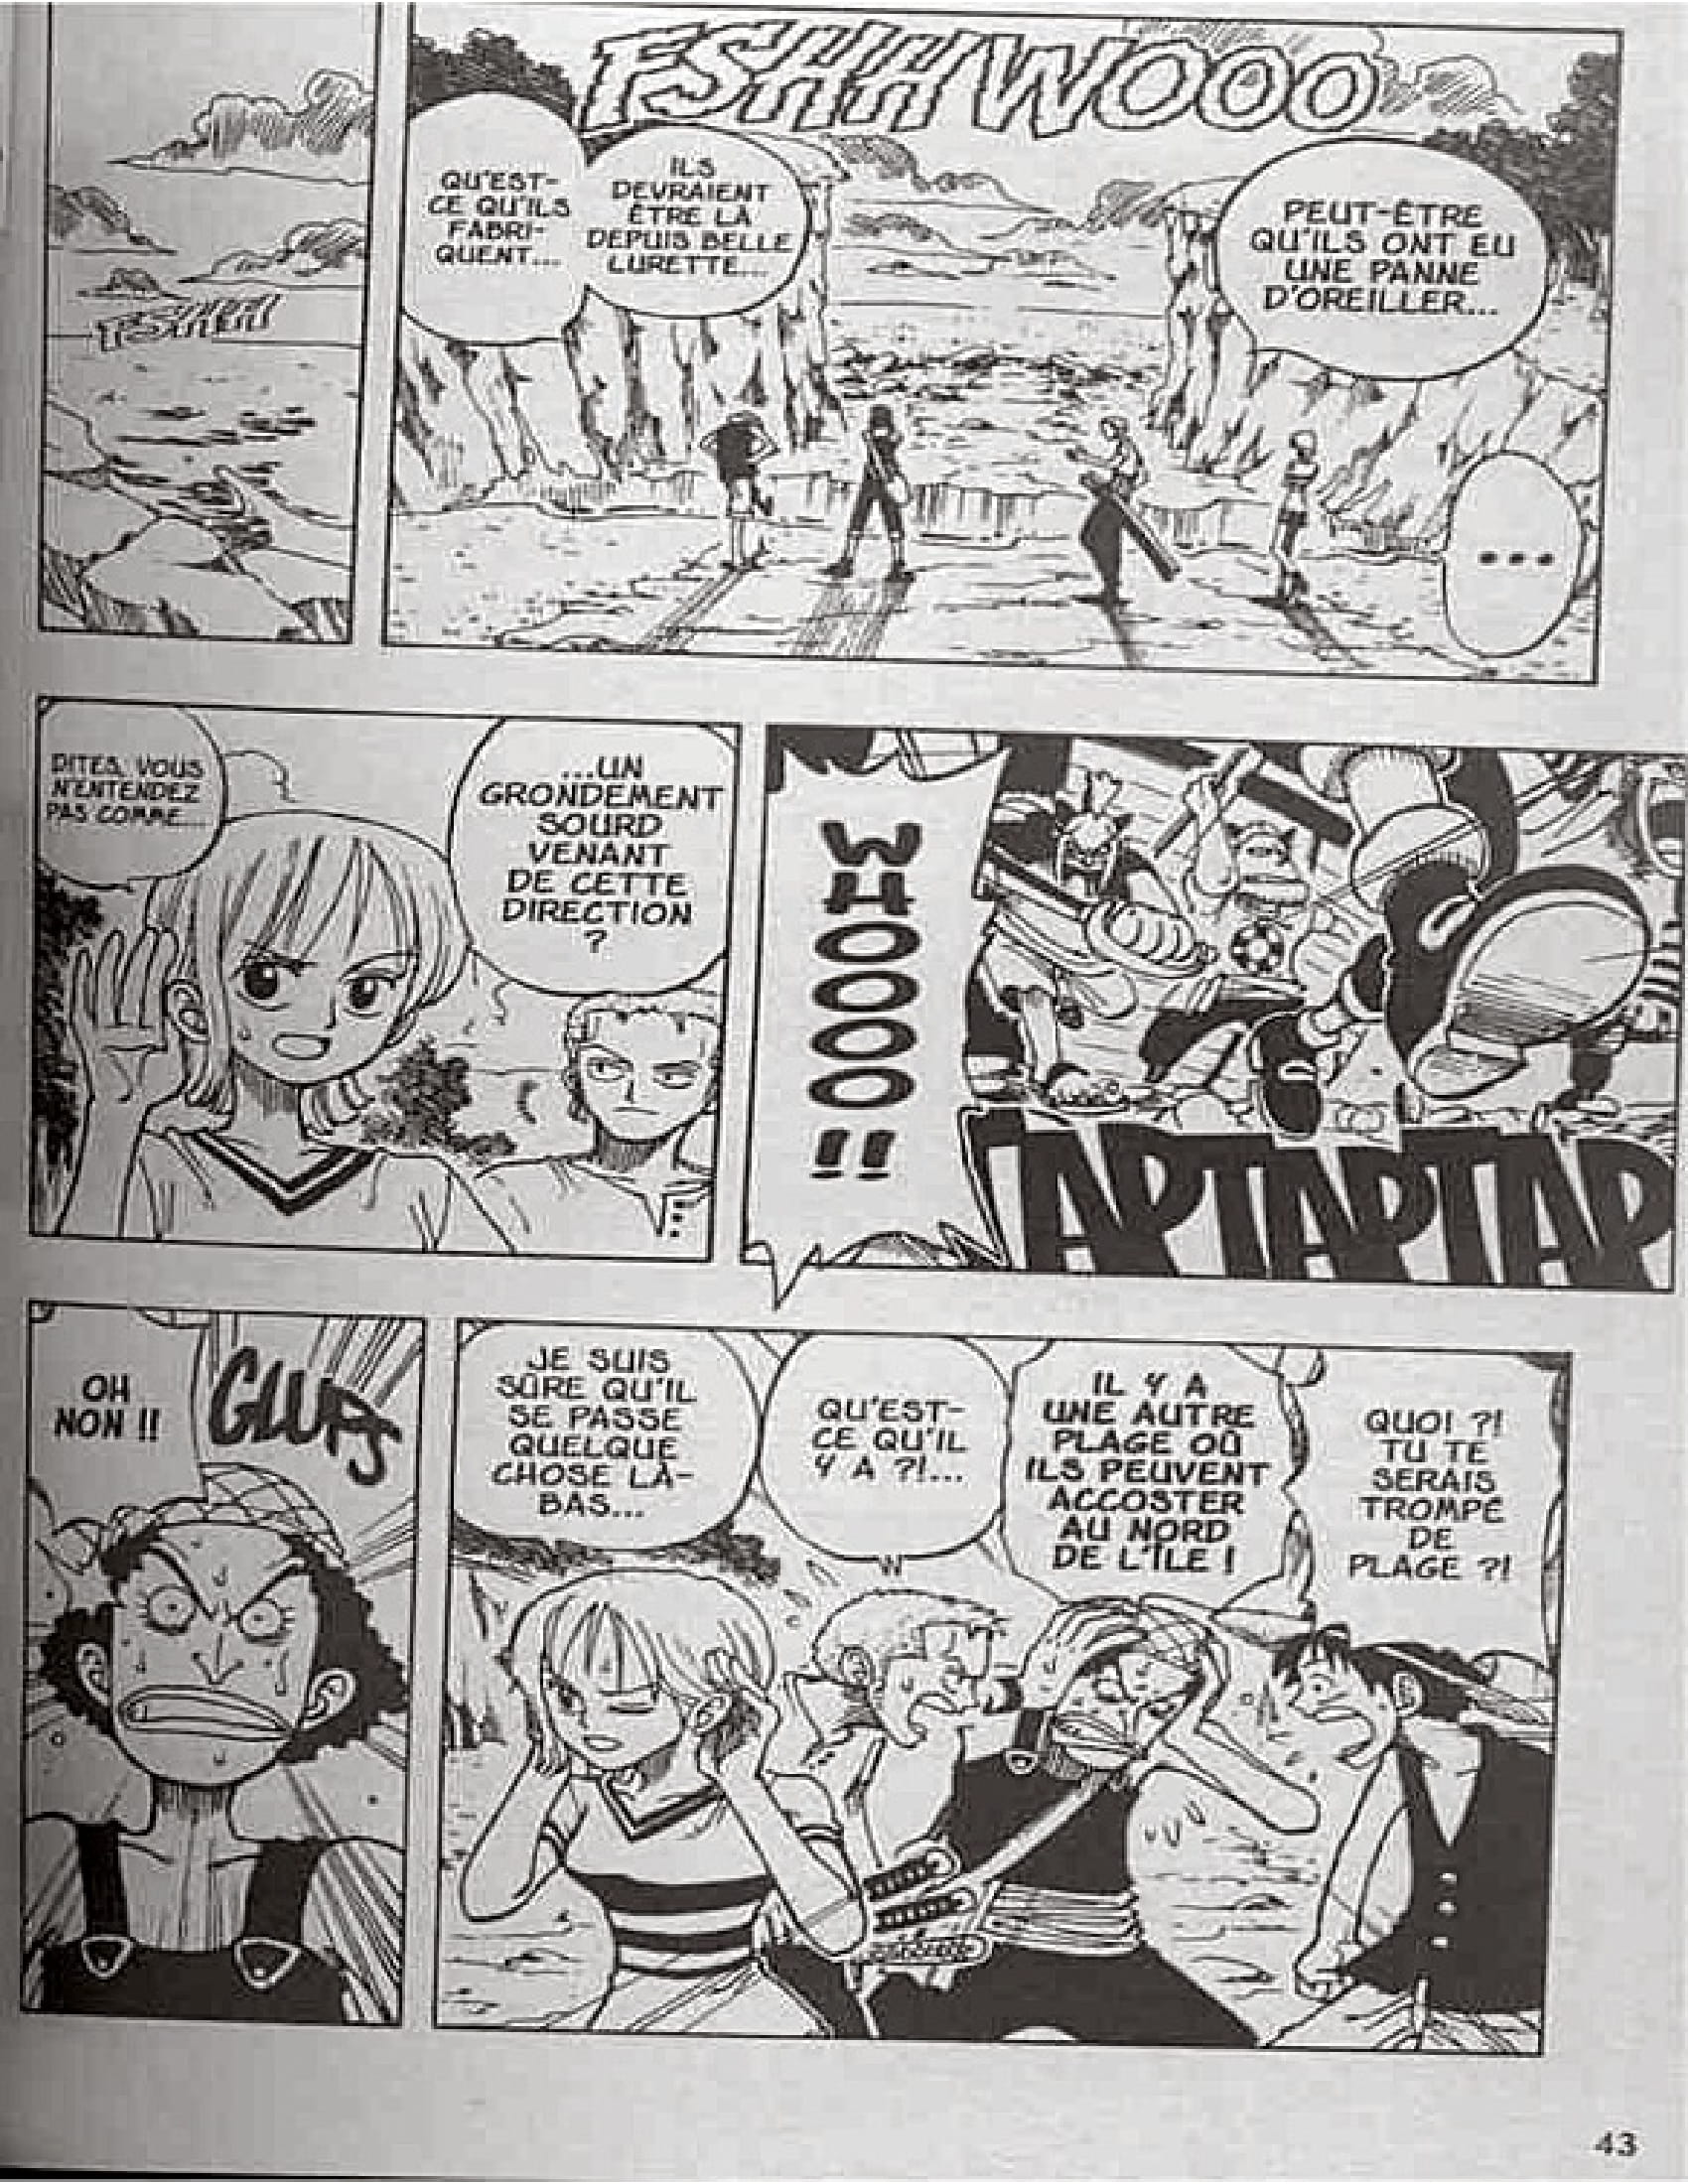 FSHHH
FSHHHWOOO
QU'EST-
CE QU'ILS
FABRI-
QUENT...
ILS
DEVRAIENT
ÊTRE LÀ
DEPUIS BELLE
LURETTE...
PEUT-ÊTRE
QU'ILS ONT EU
UNE PANNE
D'OREILLER...
...
DITES, VOUS
N'ENTENDEZ
PAS COMME...
...UN
GRONDEMENT
SOURD
VENANT
DE CETTE
DIRECTION
?
...
WHOOOO!!
TAPTAPTAP
OH
NON !!
GLUPS
JE SUIS
SÛRE QU'IL
SE PASSE
QUELQUE
CHOSE LÀ-
BAS...
QU'EST-
CE QU'IL
Y A ?!...
IL Y A
UNE AUTRE
PLAGE OÙ
ILS PEUVENT
ACCOSTER
AU NORD
DE L'ÎLE !
QUOI ?!
TU TE
SERAIS
TROMPÉ
DE
PLAGE ?!
43